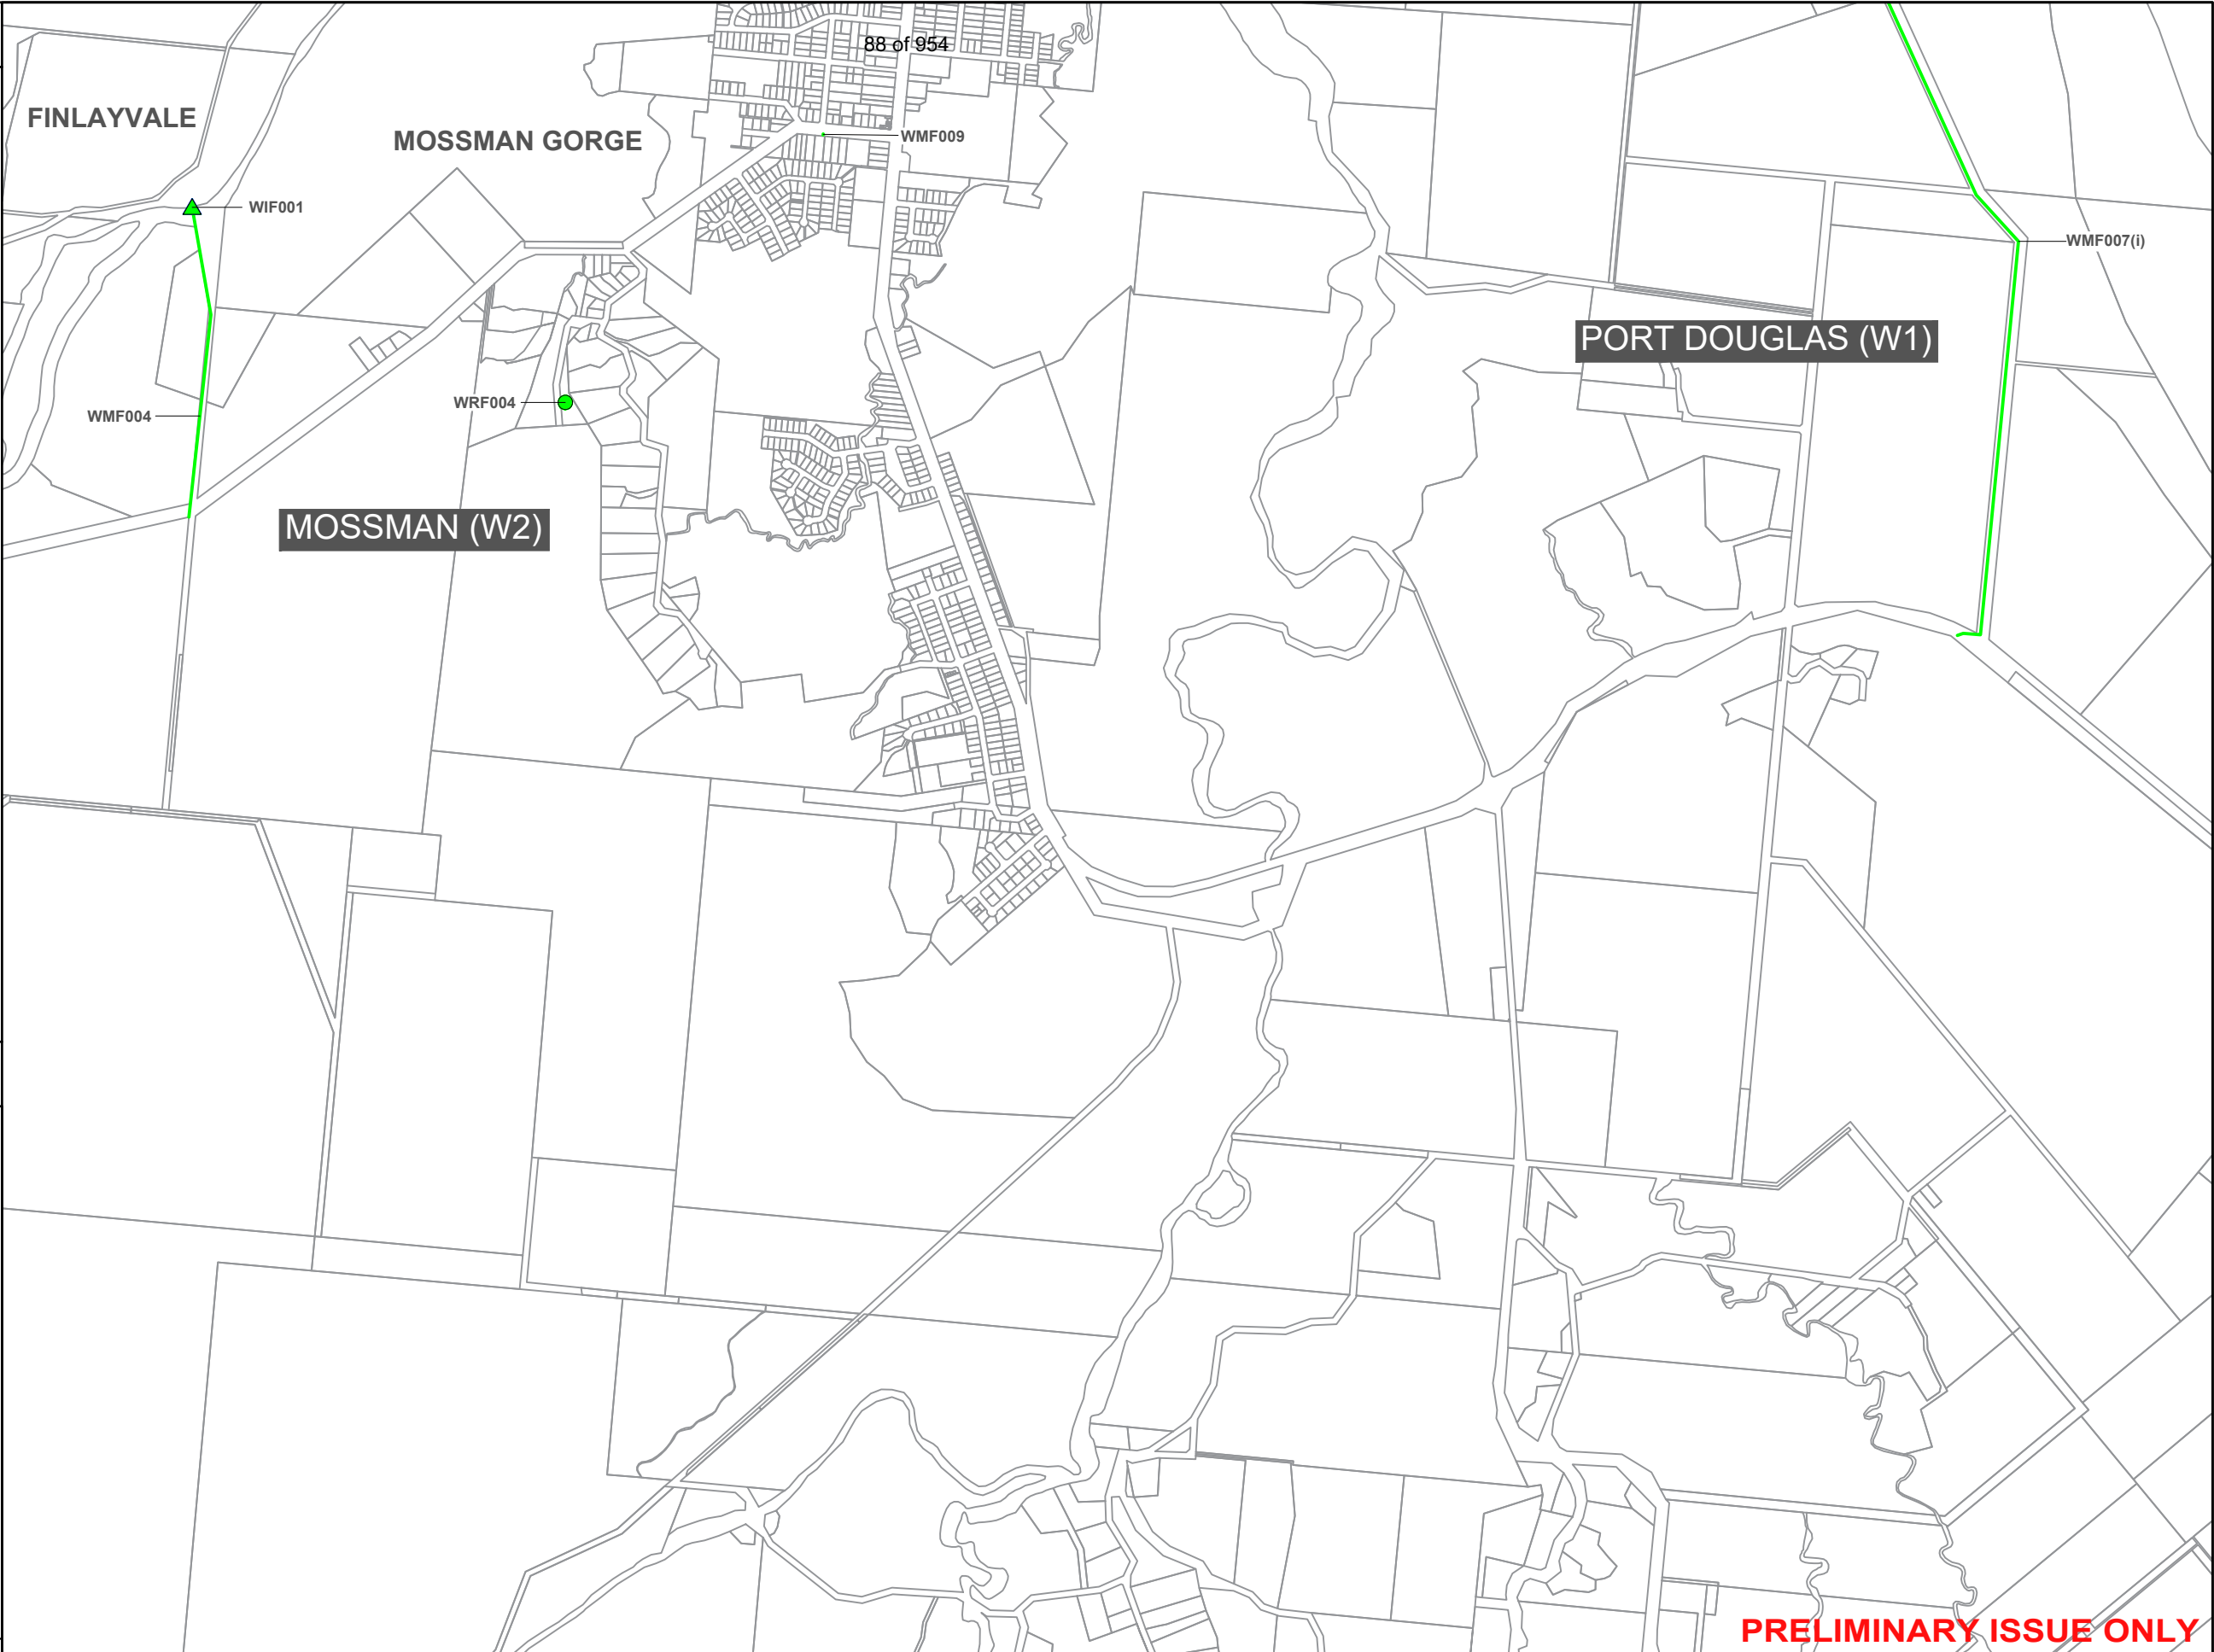 88 of 954
FINLAYVALE
MOSSMAN GORGE
WMF009
WIF001
WMF007(i)
PORT DOUGLAS (W1)
WRF004
WMF004
MOSSMAN (W2)
PRELIMINARY ISSUE ONLY